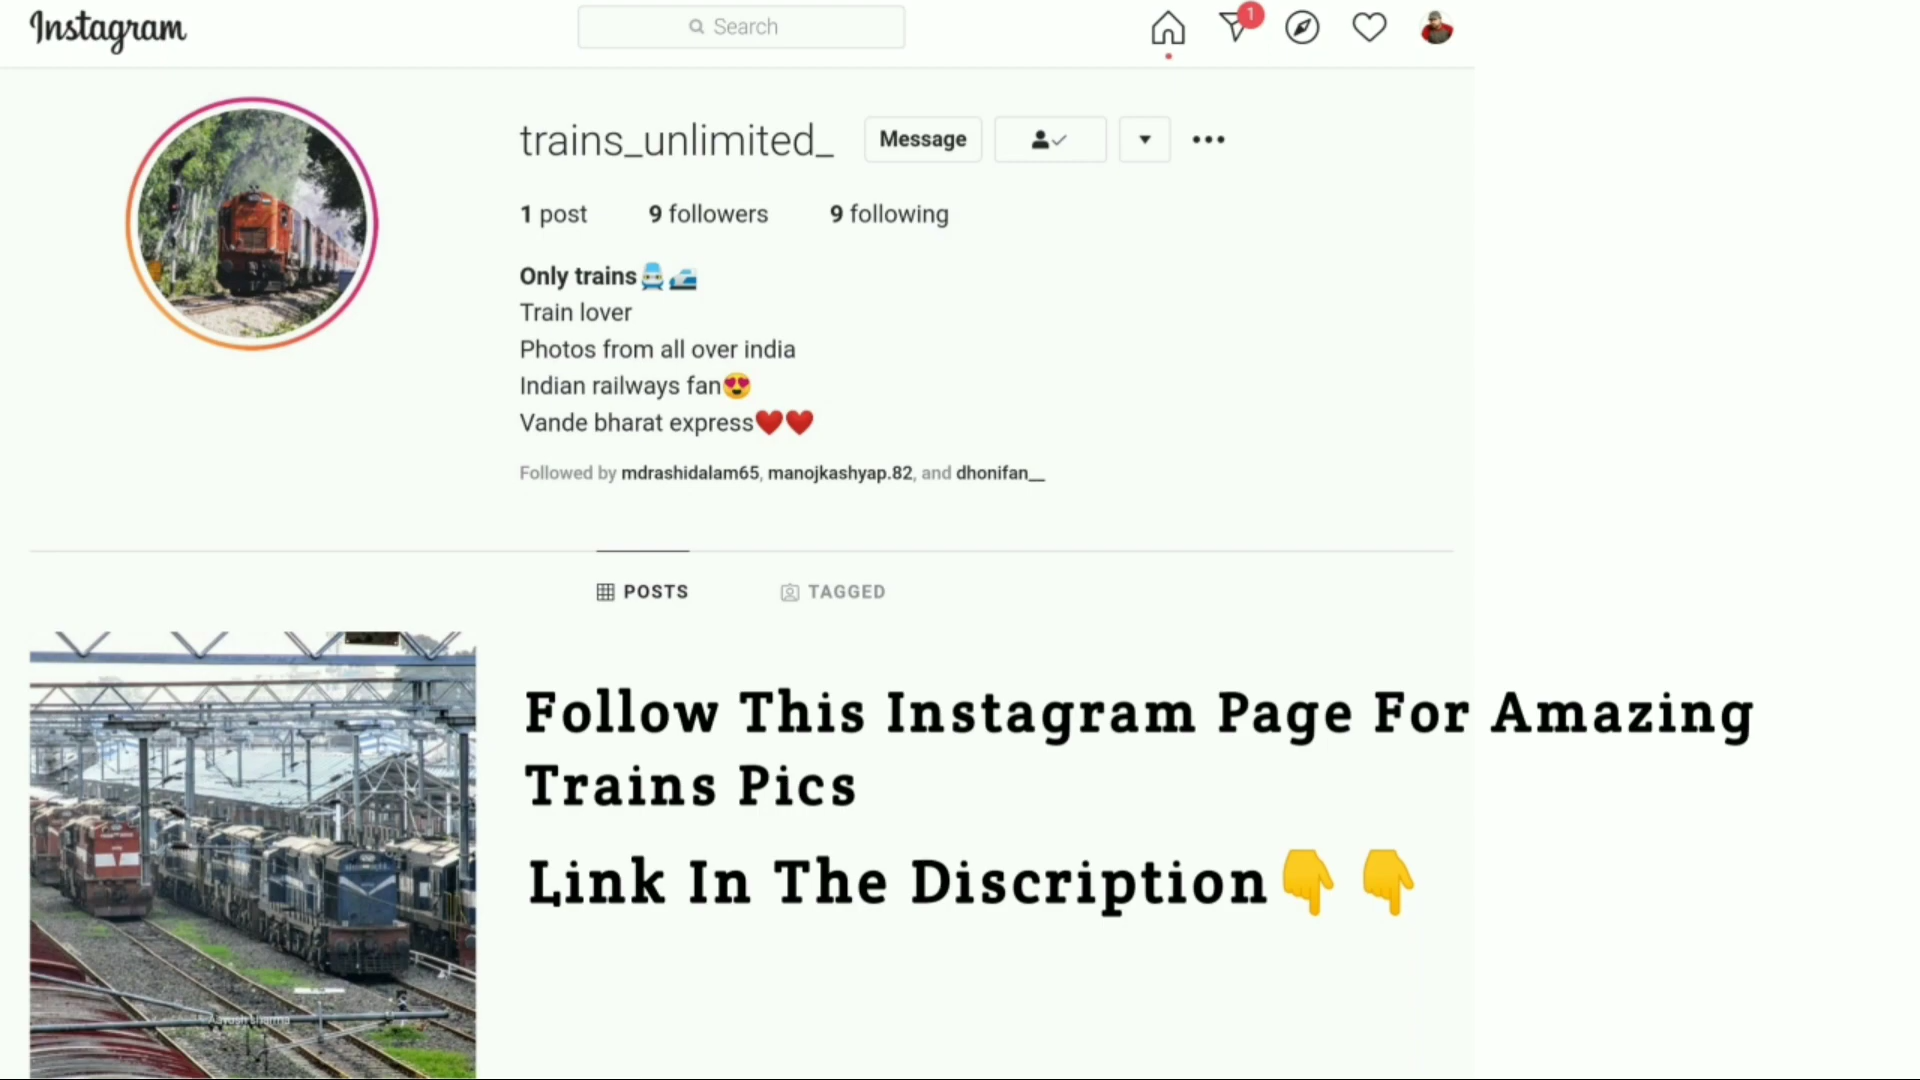 Instagram
Search
1
trains_unlimited_
Message
1 post 9 followers 9 following
Only trains🚆🚅
Train lover
Photos from all over india
Indian railways fan😍
Vande bharat express❤️❤️
Followed by mdrashidalam65, manojkashyap.82, and dhonifan__
POSTS TAGGED
Follow This Instagram Page For Amazing
Trains Pics
Link In The Discription👇👇
Aayush Sharma